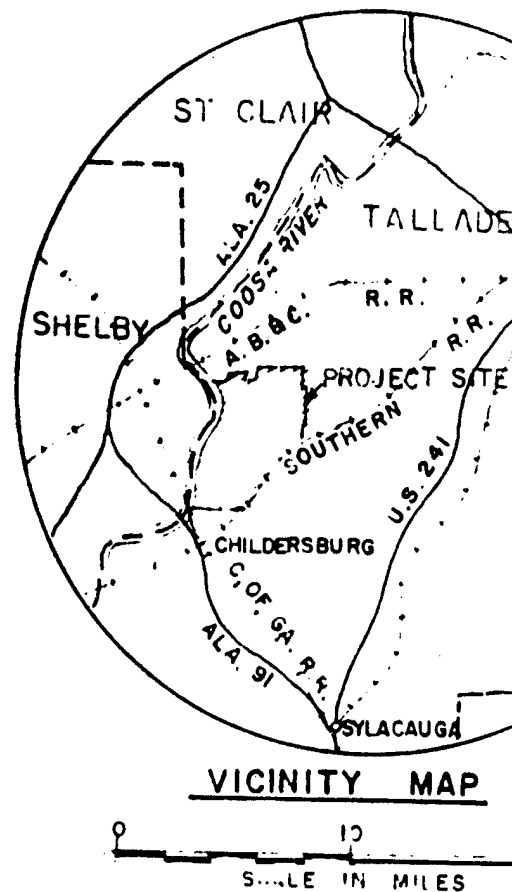 ST CLAIR
ALA. 25
COOSA RIVER
TALLADE
R. R.
SHELBY
A. B. & C.
R.R.
PROJECT SITE
SOUTHERN
U.S. 241
CHILDERSBURG
C. OF. GA. R.R.
ALA. 91
SYLACAUGA
VICINITY MAP
0 10
IN MILES